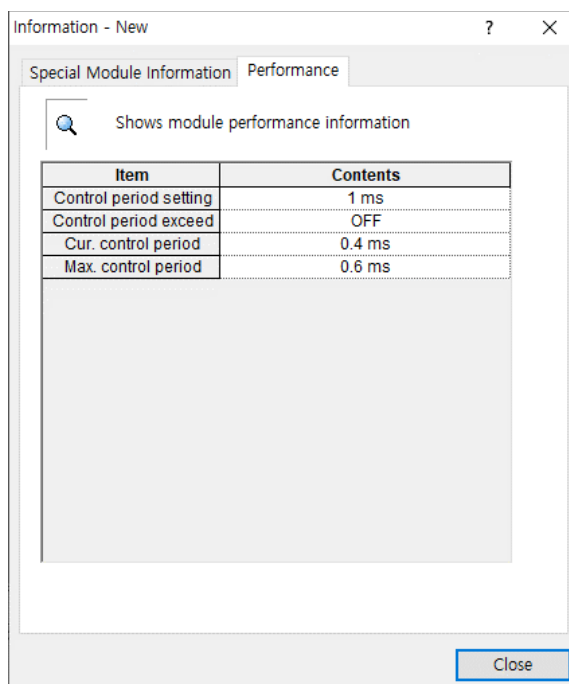 Information - New ?
Special Module Information Performance
Shows module performance information
Item Contents
Control period setting 1 ms
Control period exceed OFF
Cur. control period 0.4 ms
Max. control period 0.6 ms
Close